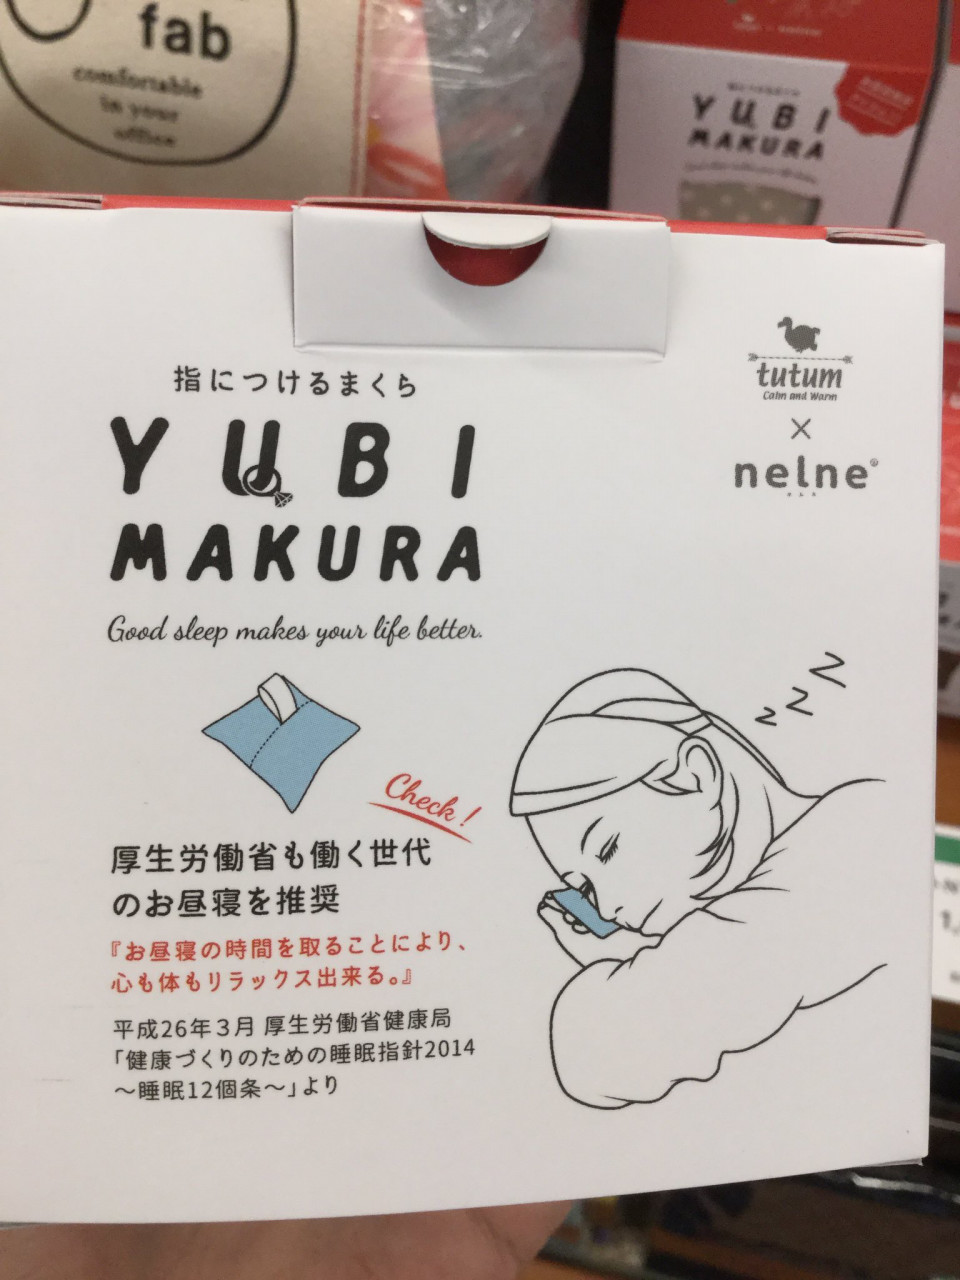 fab
comfortable
in your
office
YUBI
MAKURA
指につけるまくら
YUBI
MAKURA
Good sleep makes your life better.
tutum
Calm and Warm
×
nelne®
ネルネ
zzz
Check!
厚生労働省も働く世代
のお昼寝を推奨
『お昼寝の時間を取ることにより、
心も体もリラックス出来る。』
平成26年3月 厚生労働省健康局
「健康づくりのための睡眠指針2014
～睡眠12個条～」より